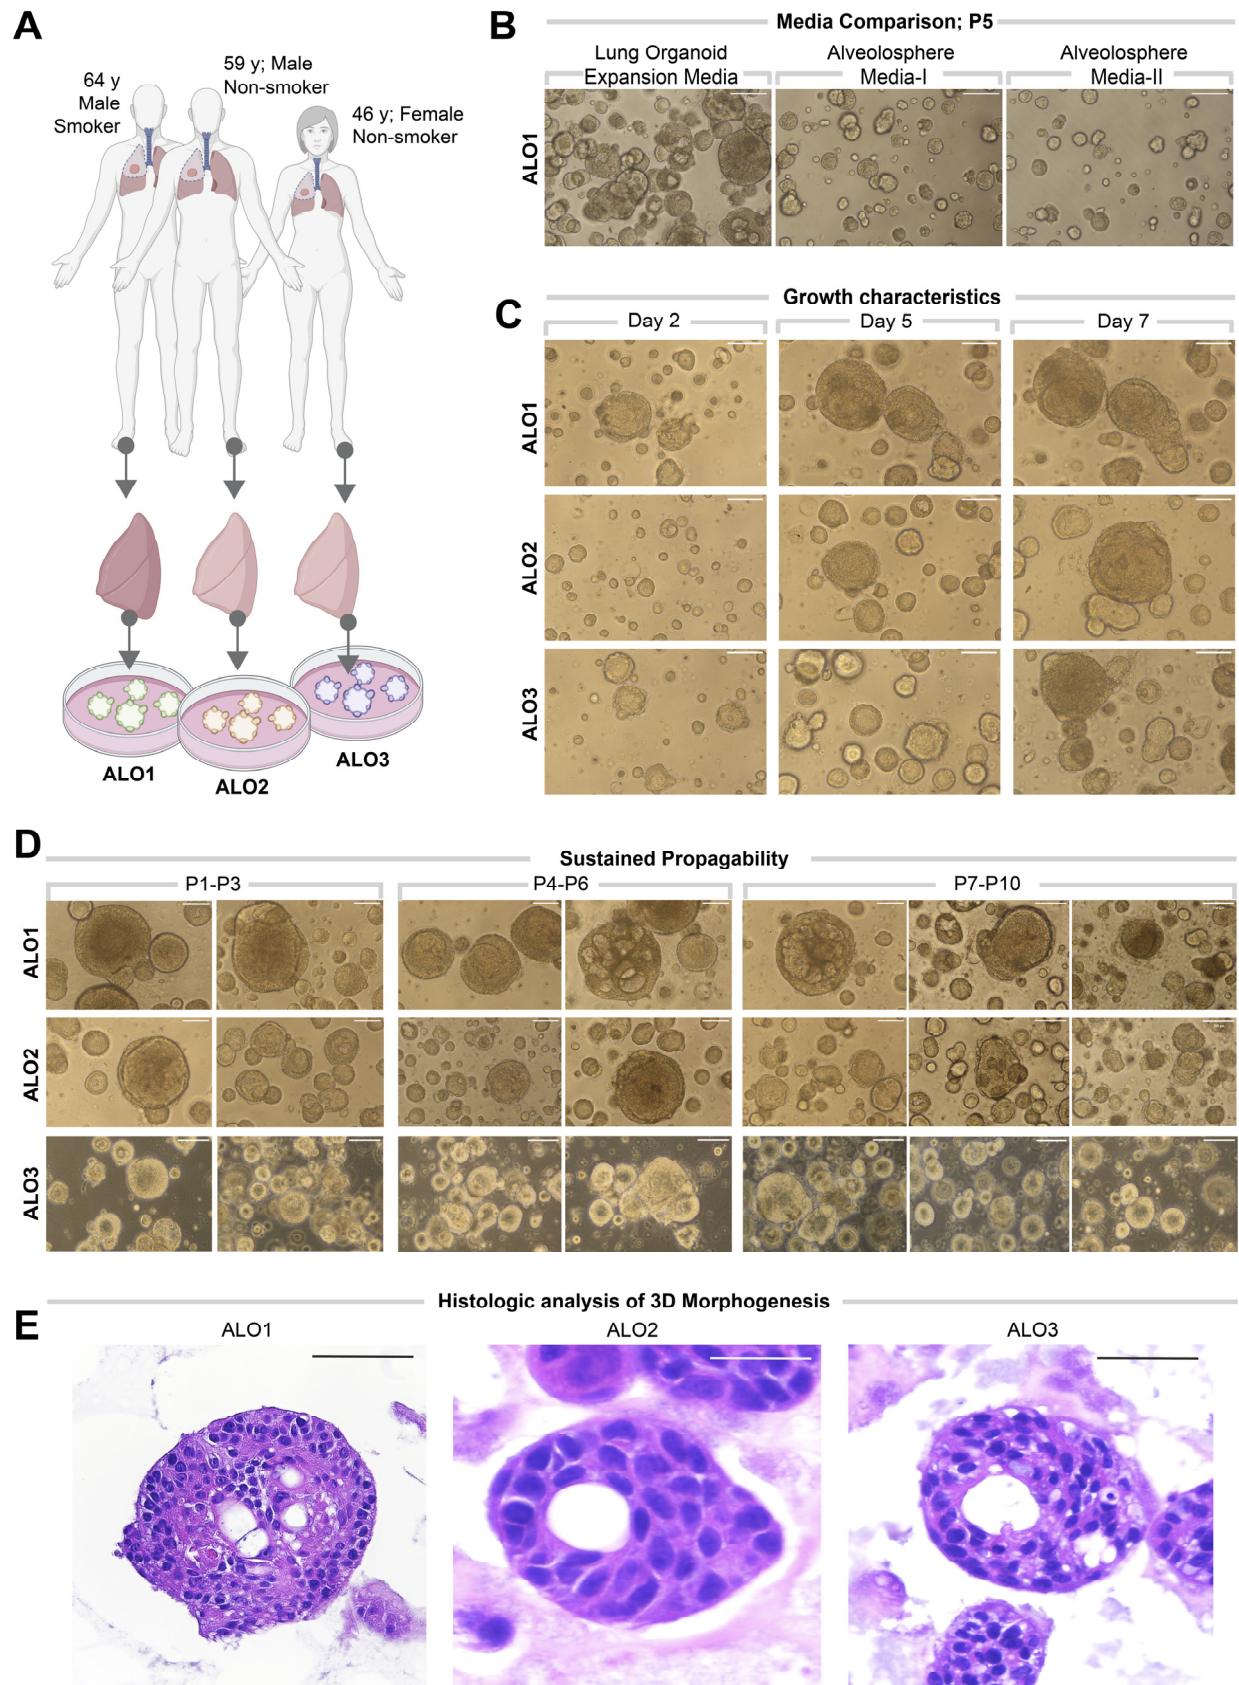 A
64 y
Male
Smoker
59 y; Male
Non-smoker
46 y; Female
Non-smoker
ALO1
ALO2
ALO3
B
Media Comparison; P5
Lung Organoid
Expansion Media
Alveolosphere
Media-I
Alveolosphere
Media-II
ALO1
C
Growth characteristics
Day 2
Day 5
Day 7
ALO1
ALO2
ALO3
D
Sustained Propagability
P1-P3
P4-P6
P7-P10
ALO1
ALO2
ALO3
E
Histologic analysis of 3D Morphogenesis
ALO1
ALO2
ALO3